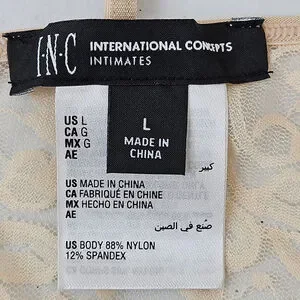 I·N·C INTERNATIONAL CONCEPTS
INTIMATES
L
MADE IN
CHINA
US L
CA G
MX G
AE كبير
US MADE IN CHINA
CA FABRIQUÉ EN CHINE
MX HECHO EN CHINA
AE صُنع في الصين
US BODY 88% NYLON
12% SPANDEX